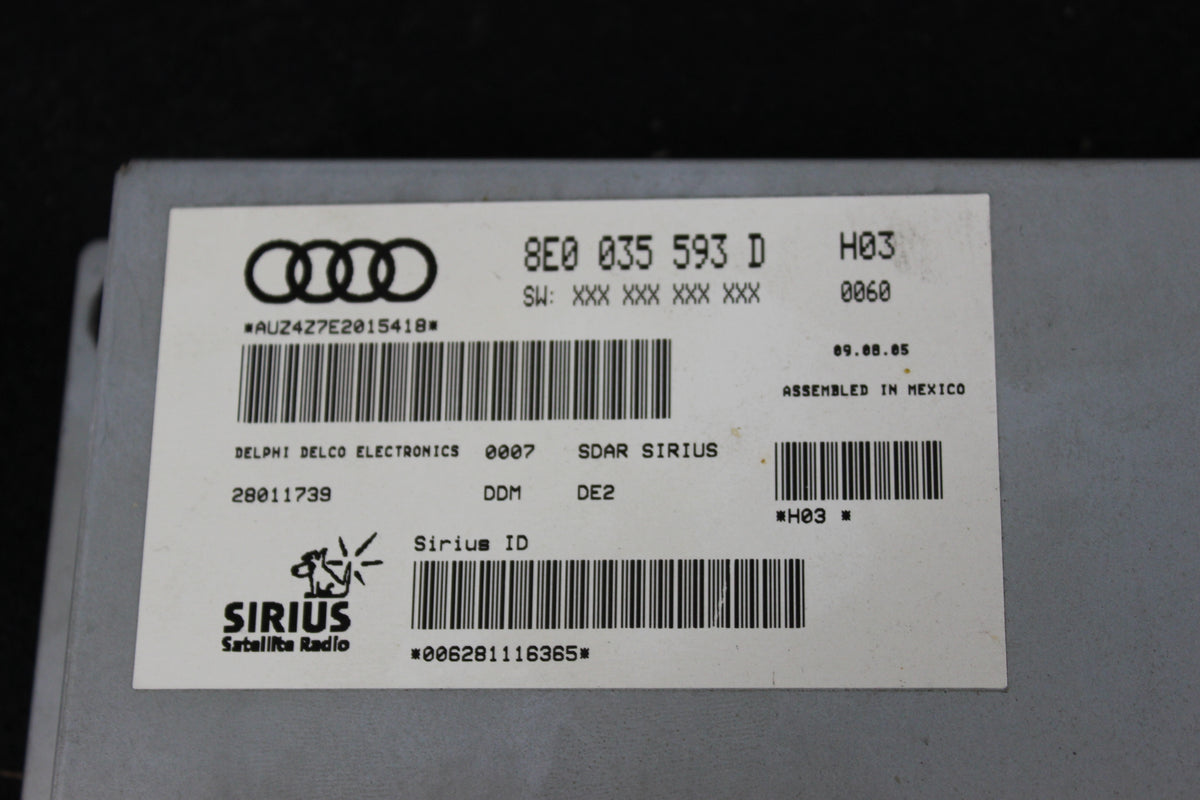 8E0 035 593 D H03
SW: XXX XXX XXX XXX 0060
*AUZ4Z7E2015418*
09.08.05
ASSEMBLED IN MEXICO
DELPHI DELCO ELECTRONICS 0007 SDAR SIRIUS
28011739 DDM DE2
*H03 *
Sirius ID
SIRIUS
Satellite Radio
*006281116365*